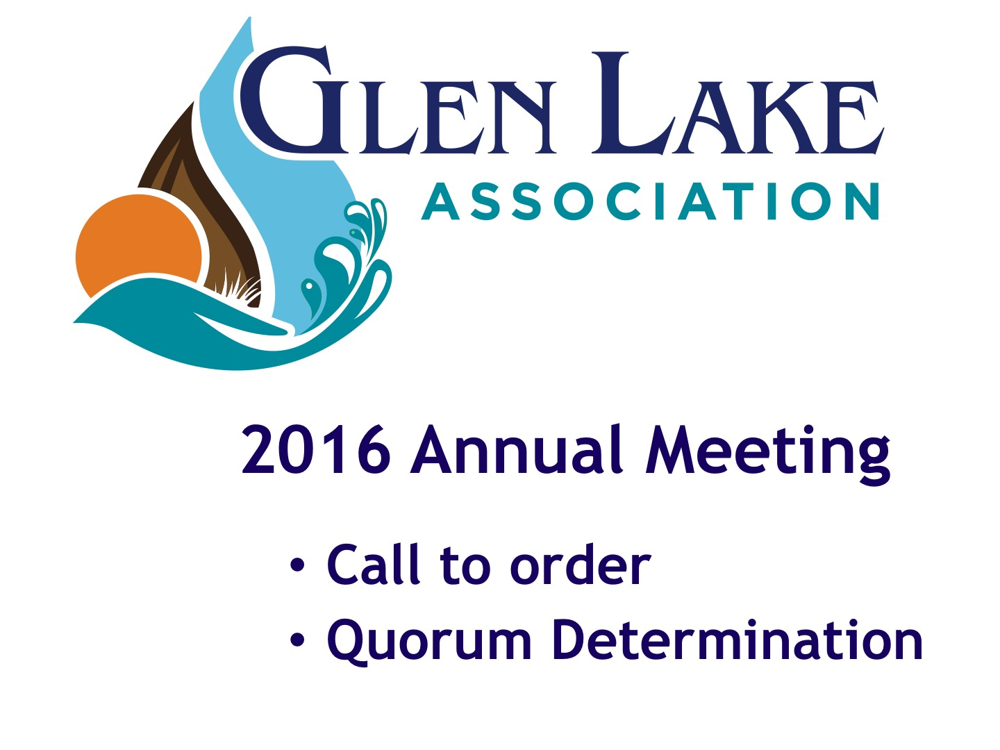 GLEN LAKE
ASSOCIATION
2016 Annual Meeting
• Call to order
• Quorum Determination